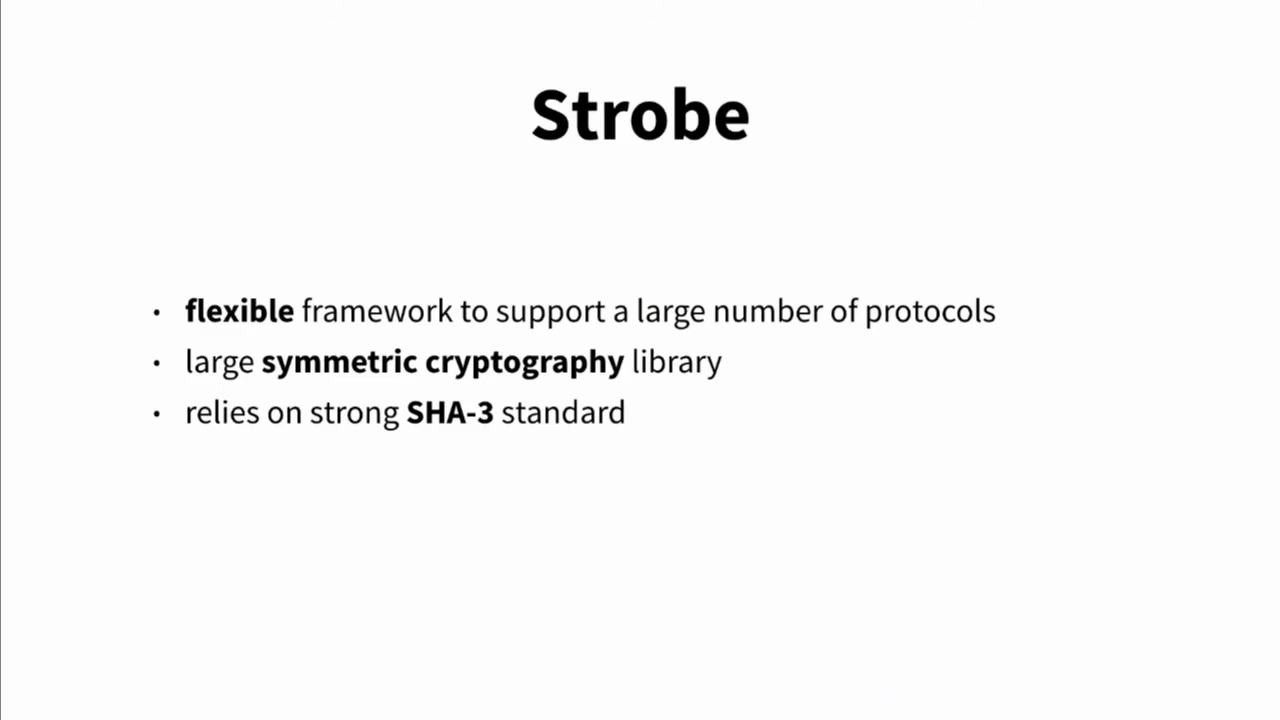 Strobe
• flexible framework to support a large number of protocols
• large symmetric cryptography library
• relies on strong SHA-3 standard